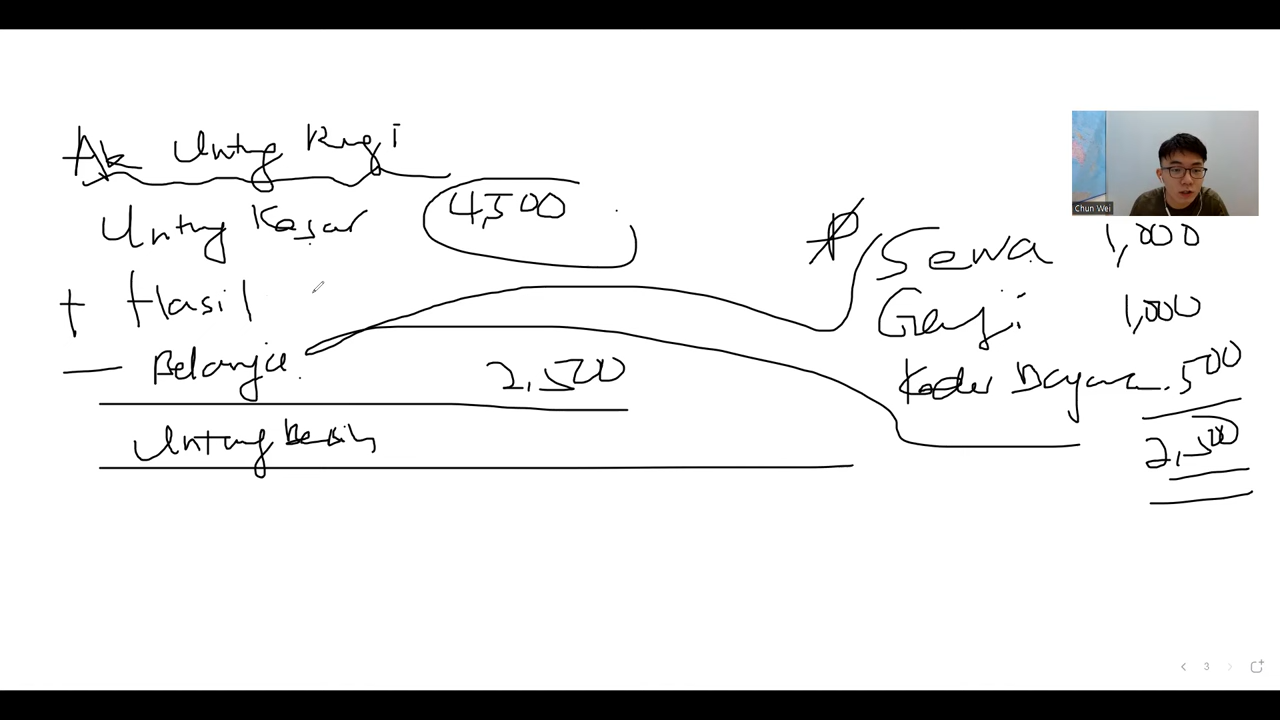 Ak Untung Rugi
Untung Kasar 4,500
+ Hasil
- Belanja 2,500
Untung Bersih
Chun Wei
Sewa 1,000
Gaji 1,000
Kadar Bayaran 500
2,500
3